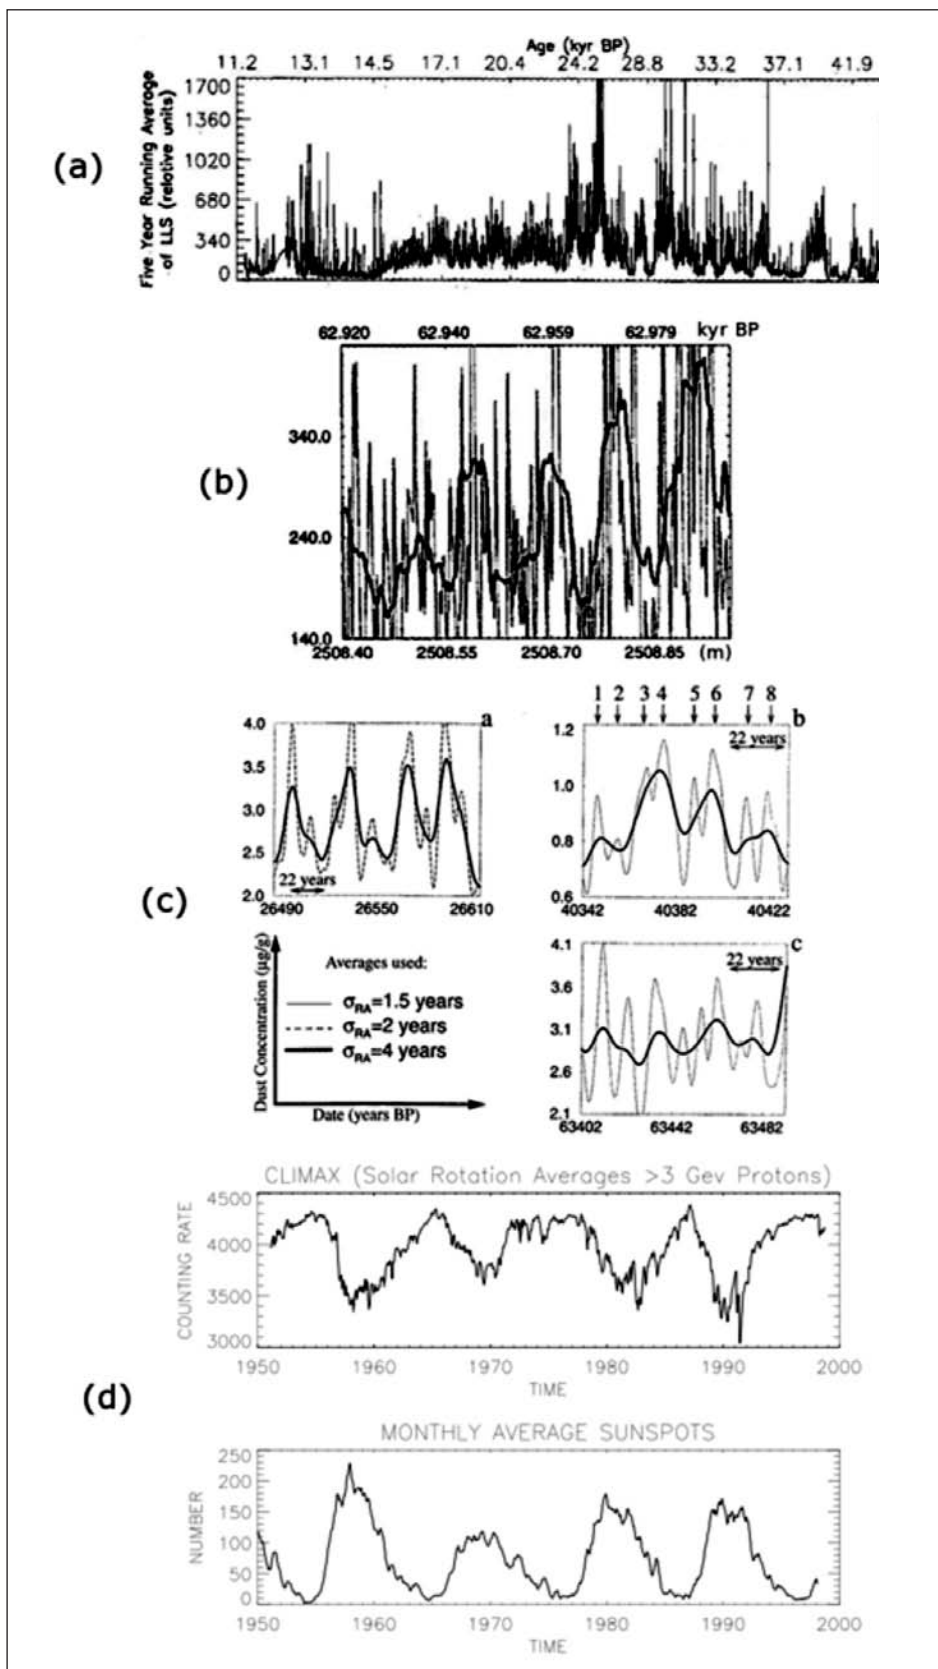 Age (kyr BP)
11.2 13.1 14.5 17.1 20.4 24.2 28.8 33.2 37.1 41.9
(a)
Five Year Running Average
of LLS (relative units)
1700
1360
1020
680
340
0
62.920 62.940 62.959 62.979 kyr BP
(b)
340.0
240.0
140.0
2508.40 2508.55 2508.70 2508.85 (m)
(c)
a
4.0
3.5
3.0
2.5
2.0
22 years
26490 26550 26610
1 2 3 4 5 6 7 8
b
1.2
1.0
0.8
0.6
22 years
40342 40382 40422
Dust Concentration (µg/g)
Averages used:
σRA=1.5 years
σRA=2 years
σRA=4 years
Date (years BP)
c
4.1
3.6
3.1
2.6
2.1
22 years
63402 63442 63482
(d)
CLIMAX (Solar Rotation Averages >3 Gev Protons)
COUNTING RATE
4500
4000
3500
3000
1950 1960 1970 1980 1990 2000
TIME
MONTHLY AVERAGE SUNSPOTS
NUMBER
250
200
150
100
50
0
1950 1960 1970 1980 1990 2000
TIME